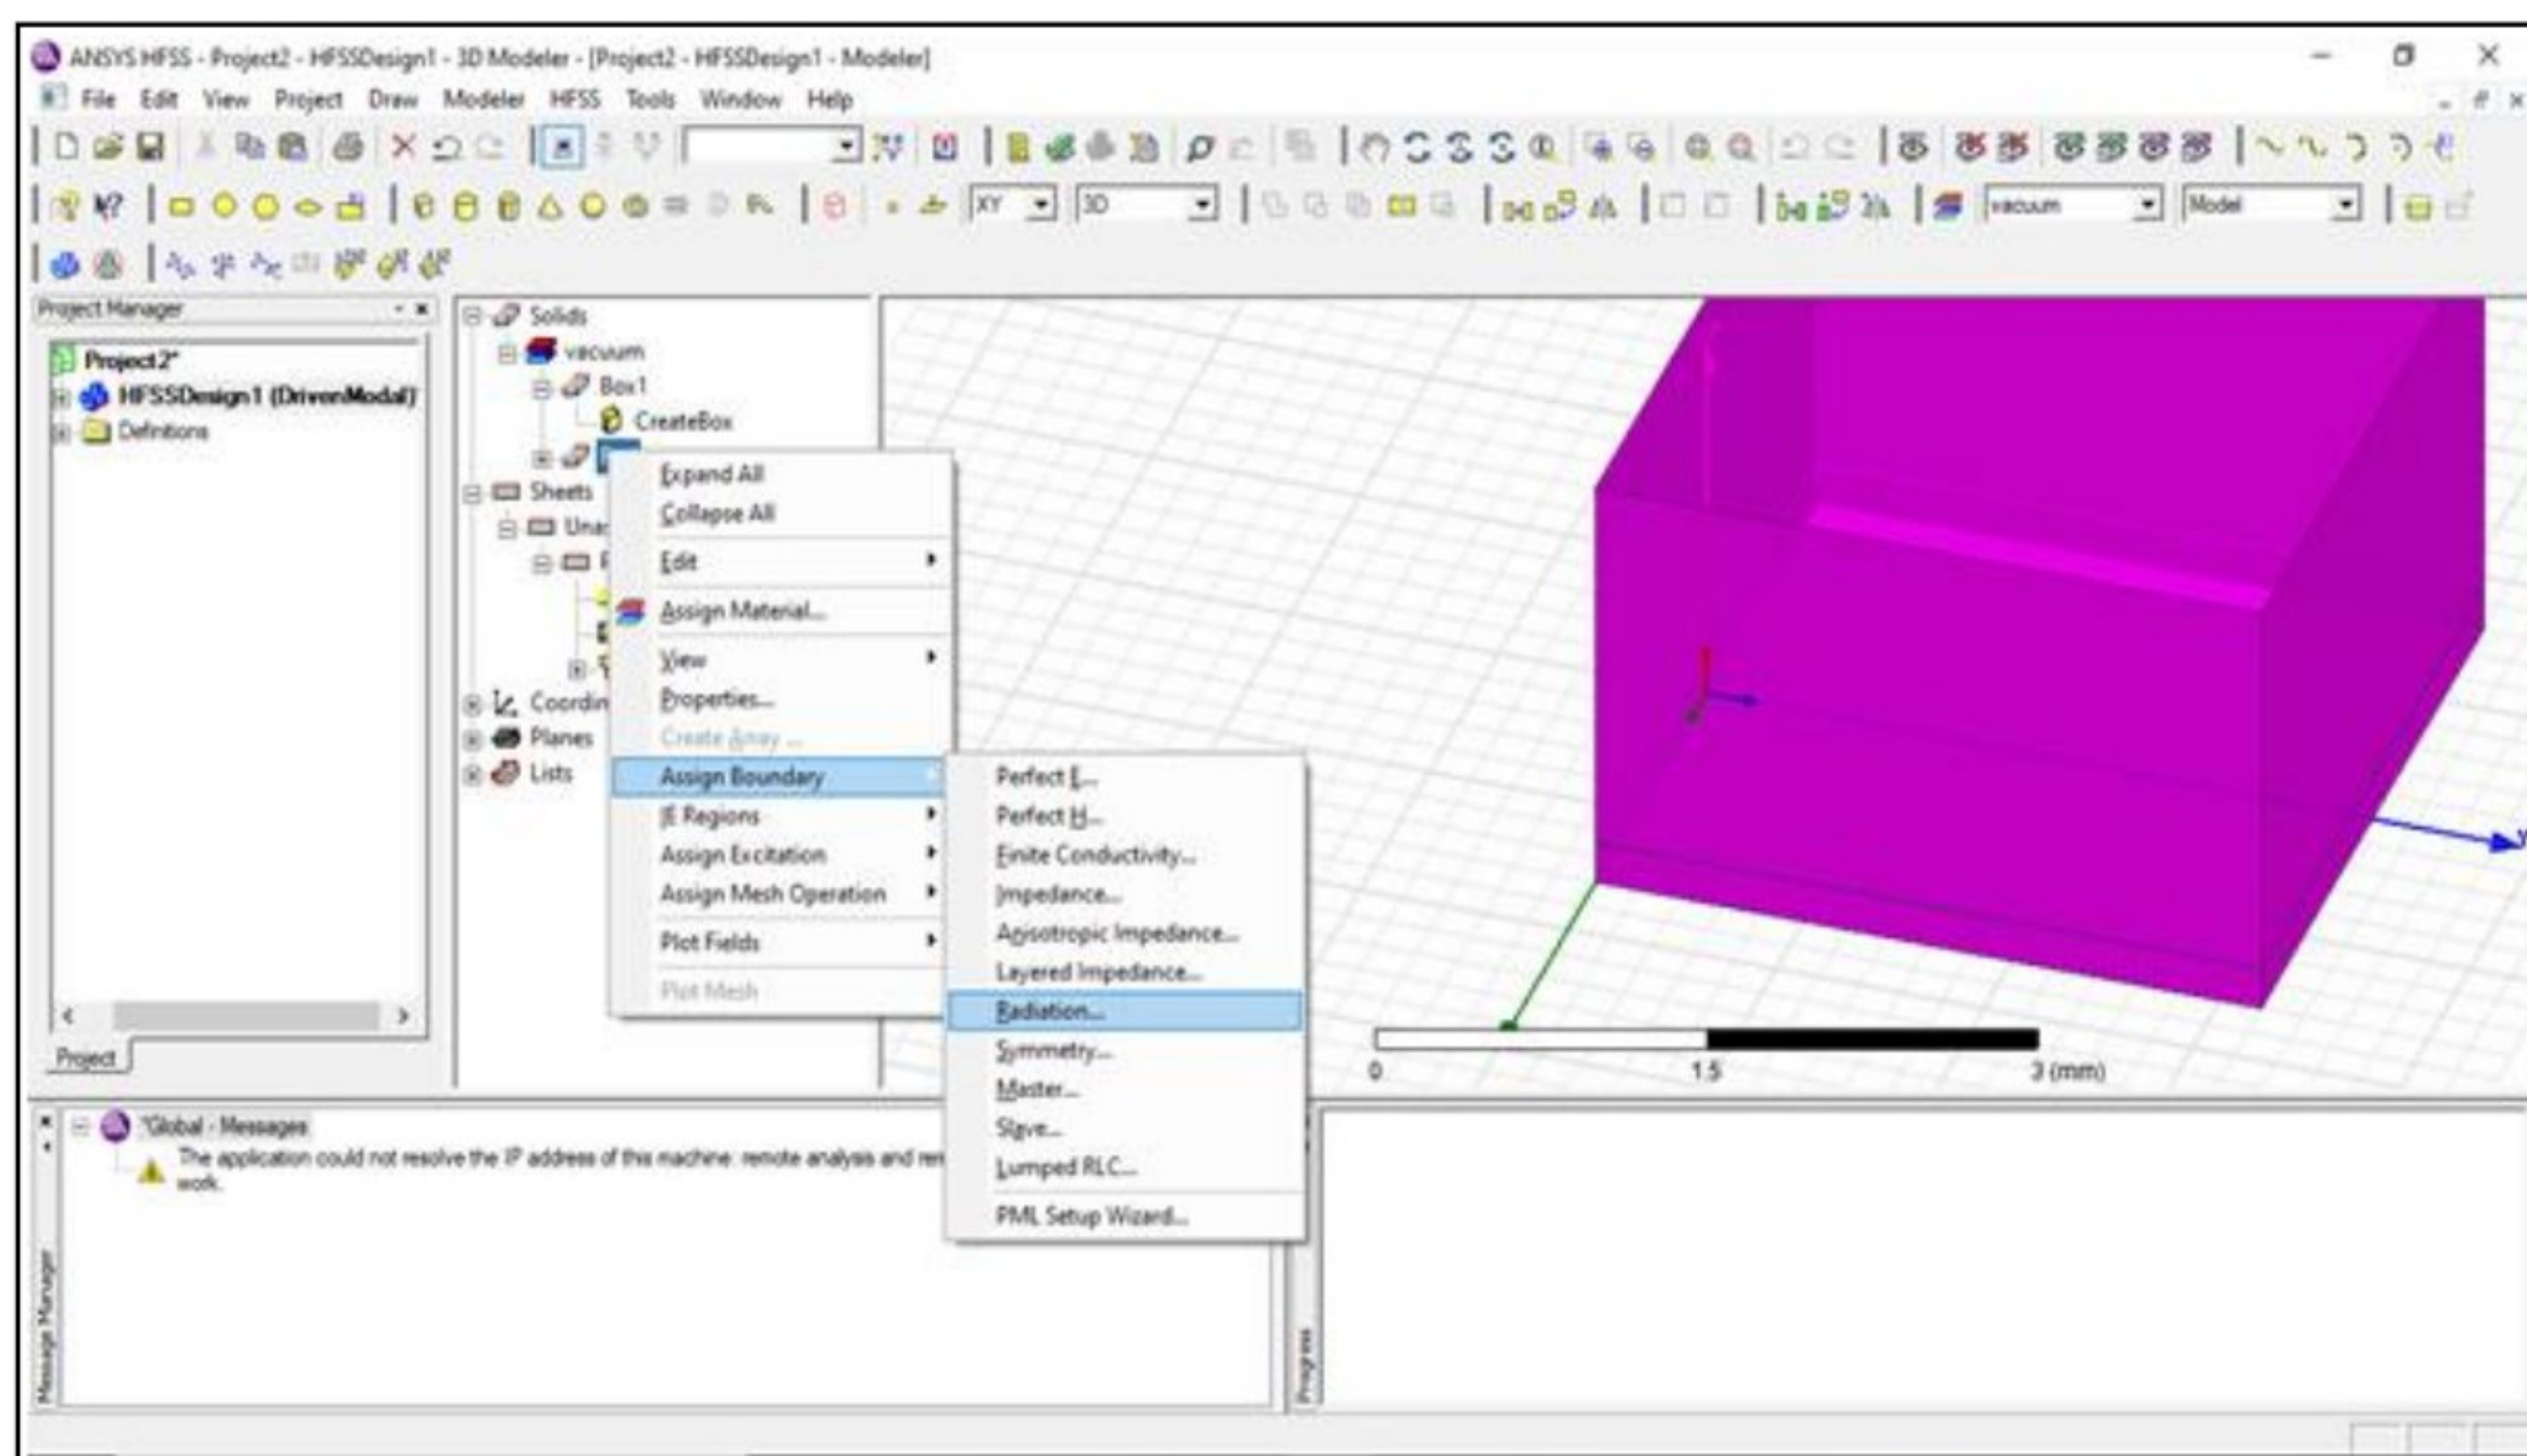 ANSYS HFSS - Project2 - HFSSDesign1 - 3D Modeler - [Project2 - HFSSDesign1 - Modeler]
File Edit View Project Draw Modeler HFSS Tools Window Help
XY 3D vacuum Model
Project Manager
Project2*
HFSSDesign1 (DrivenModal)*
Definitions
Project
Solids
vacuum
Box1
CreateBox
Sheets
Unas
Coordin
Planes
Lists
Expand All
Collapse All
Edit
Assign Material...
View
Properties...
Create Array ...
Assign Boundary
IE Regions
Assign Excitation
Assign Mesh Operation
Plot Fields
Plot Mesh
Perfect E...
Perfect H...
Finite Conductivity...
Impedance...
Anisotropic Impedance...
Layered Impedance...
Radiation...
Symmetry...
Master...
Slave...
Lumped RLC...
PML Setup Wizard...
0 1.5 3 (mm)
*Global - Messages
The application could not resolve the IP address of this machine: remote analysis and
work.
Message Manager
Progress